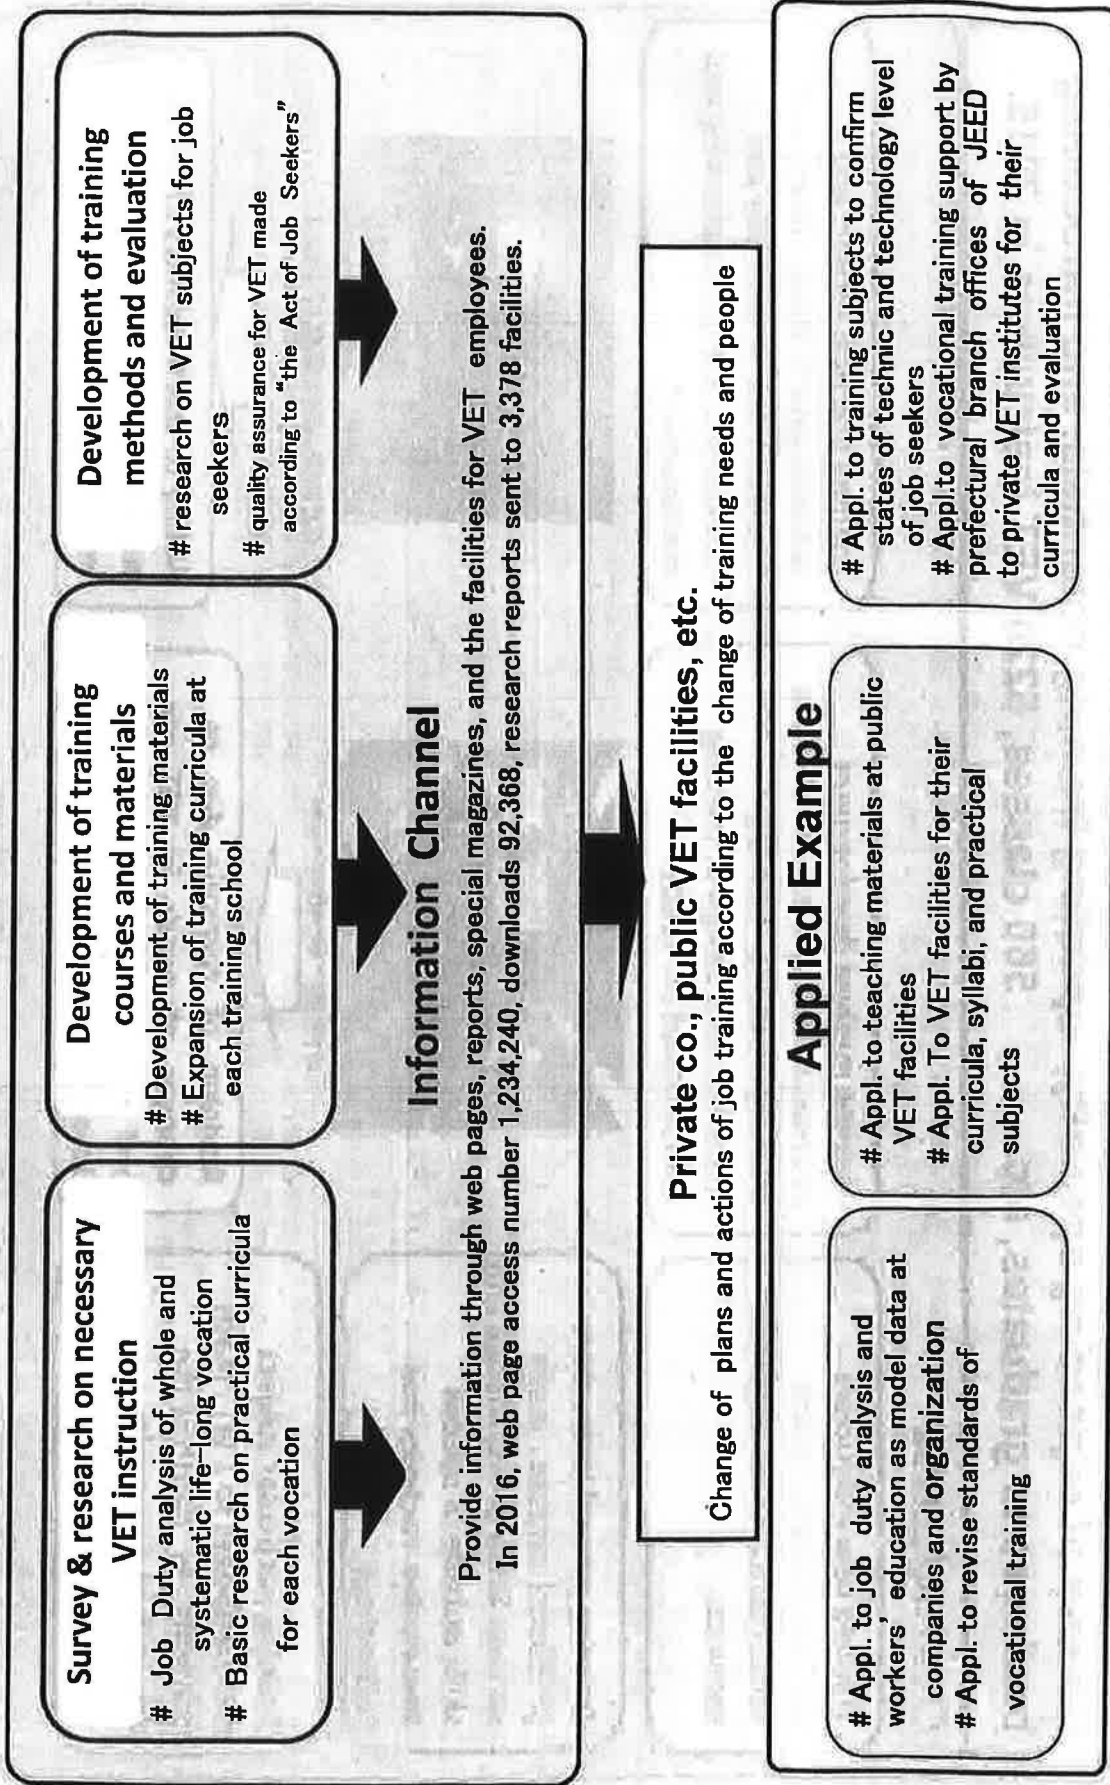 Survey & research on necessary
VET instruction
# Job Duty analysis of whole and
systematic life-long vocation
# Basic research on practical curricula
for each vocation
Development of training
courses and materials
# Development of training materials
# Expansion of training curricula at
each training school
Development of training
methods and evaluation
# research on VET subjects for job
seekers
# quality assurance for VET made
according to “the Act of Job Seekers”
Information Channel
Provide information through web pages, reports, special magazines, and the facilities for VET employees.
In 2016, web page access number 1,234,240, downloads 92,368, research reports sent to 3,378 facilities.
Private co., public VET facilities, etc.
Change of plans and actions of job training according to the change of training needs and people
Applied Example
# Appl. to job duty analysis and
workers’ education as model data at
companies and organization
# Appl. to revise standards of
vocational training
# Appl. to teaching materials at public
VET facilities
# Appl. To VET facilities for their
curricula, syllabi, and practical
subjects
# Appl. to training subjects to confirm
states of technic and technology level
of job seekers
# Appl.to vocational training support by
prefectural branch offices of JEED
to private VET institutes for their
curricula and evaluation